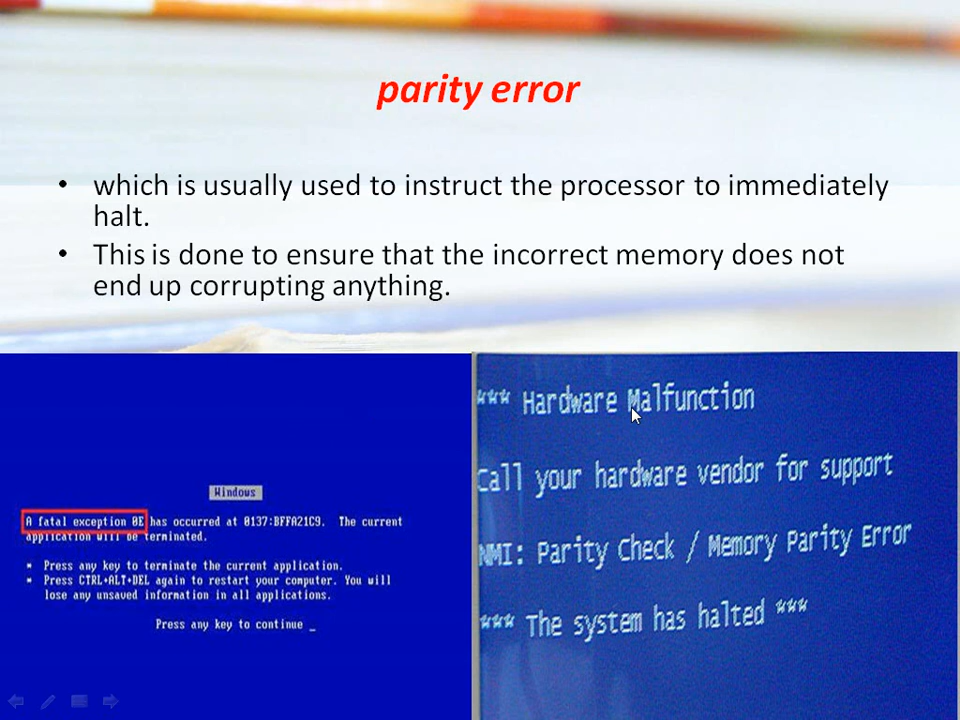 parity error
• which is usually used to instruct the processor to immediately
halt.
• This is done to ensure that the incorrect memory does not
end up corrupting anything.
Windows
A fatal exception 0E has occurred at 0137:BFFA21C9. The current
application will be terminated.
* Press any key to terminate the current application.
* Press CTRL+ALT+DEL again to restart your computer. You will
lose any unsaved information in all applications.
Press any key to continue _
*** Hardware Malfunction
Call your hardware vendor for support
NMI: Parity Check / Memory Parity Error
*** The system has halted ***